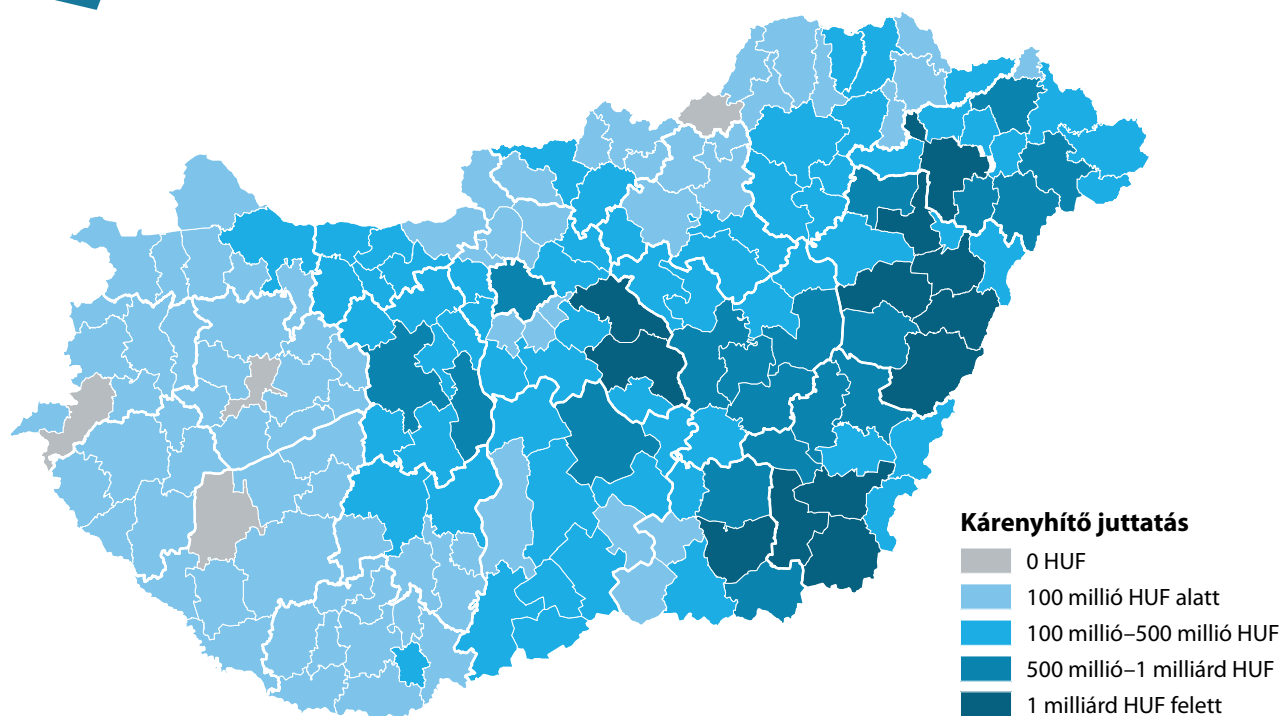 Kárenyhítő juttatás
0 HUF
100 millió HUF alatt
100 millió–500 millió HUF
500 millió–1 milliárd HUF
1 milliárd HUF felett